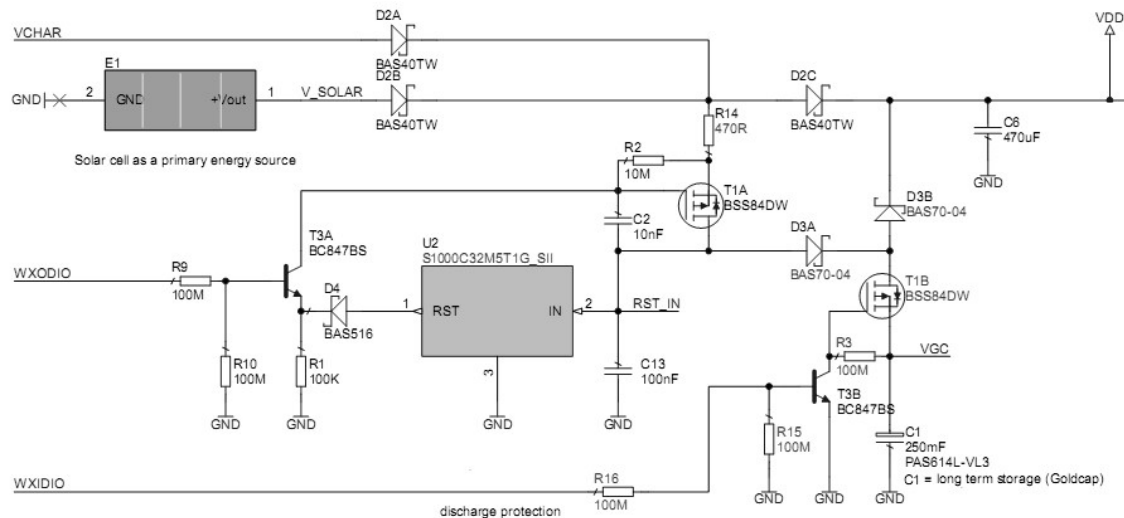 D2A
VDD
VCHAR
BAS40TW
E1
D2B
D2C
GND
2
GND
+Vout
1
V_SOLAR
BAS40TW
BAS40TW
R14
470R
C6
470uF
Solar cell as a primary energy source
R2
10M
GND
T1A
BSS84DW
D3B
BAS70-04
C2
10nF
T3A
BC847BS
U2
S1000C32M5T1G_SII
D3A
BAS70-04
WXODIO
R9
100M
D4
BAS516
1
RST
IN
2
RST_IN
T1B
BSS84DW
R10
100M
R1
100K
3
C13
100nF
R3
100M
VGC
T3B
BC847BS
GND
GND
GND
GND
R15
100M
C1
250mF
PAS614L-VL3
C1 = long term storage (Goldcap)
WXIDIO
R16
100M
GND
GND
GND
discharge protection